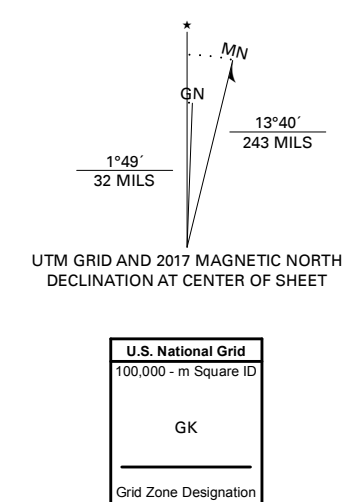 ★
MN
GN
13°40´
243 MILS
1°49´
32 MILS
UTM GRID AND 2017 MAGNETIC NORTH
DECLINATION AT CENTER OF SHEET
U.S. National Grid
100,000 - m Square ID
GK
Grid Zone Designation